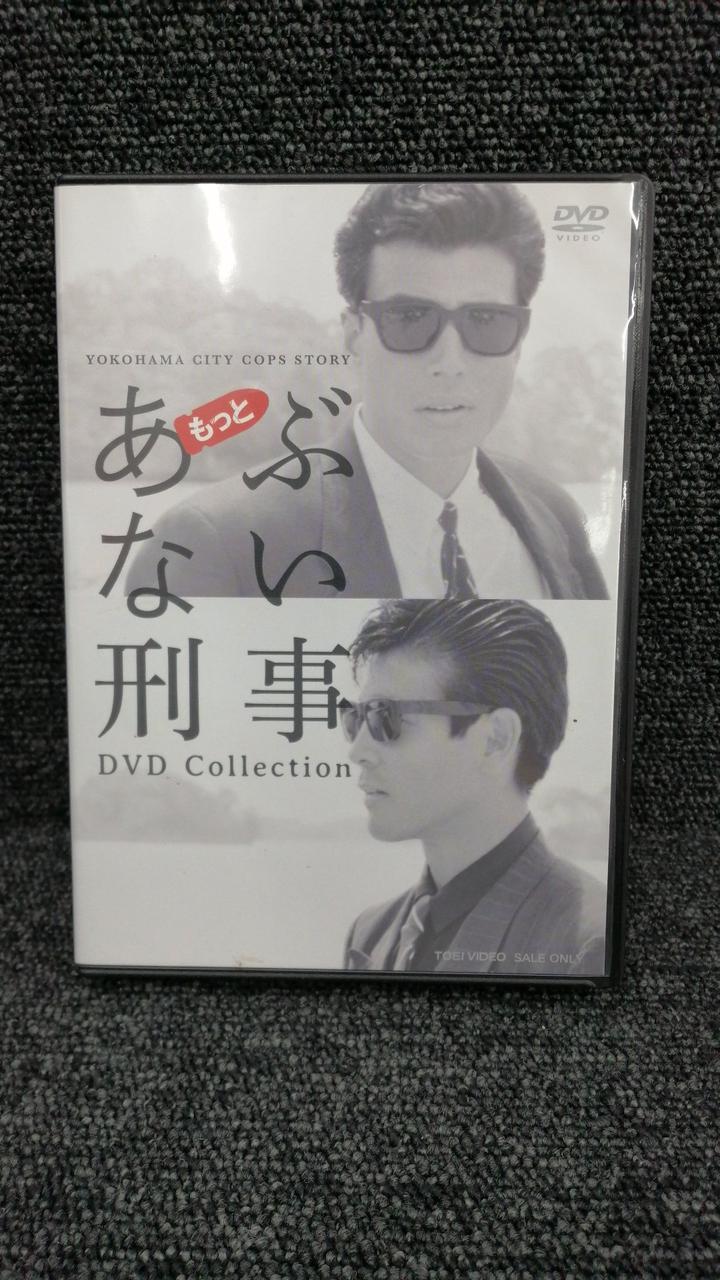 DVD
VIDEO
YOKOHAMA CITY COPS STORY
もっと
あぶ
ない
刑事
DVD Collection
TOEI VIDEO SALE ONLY